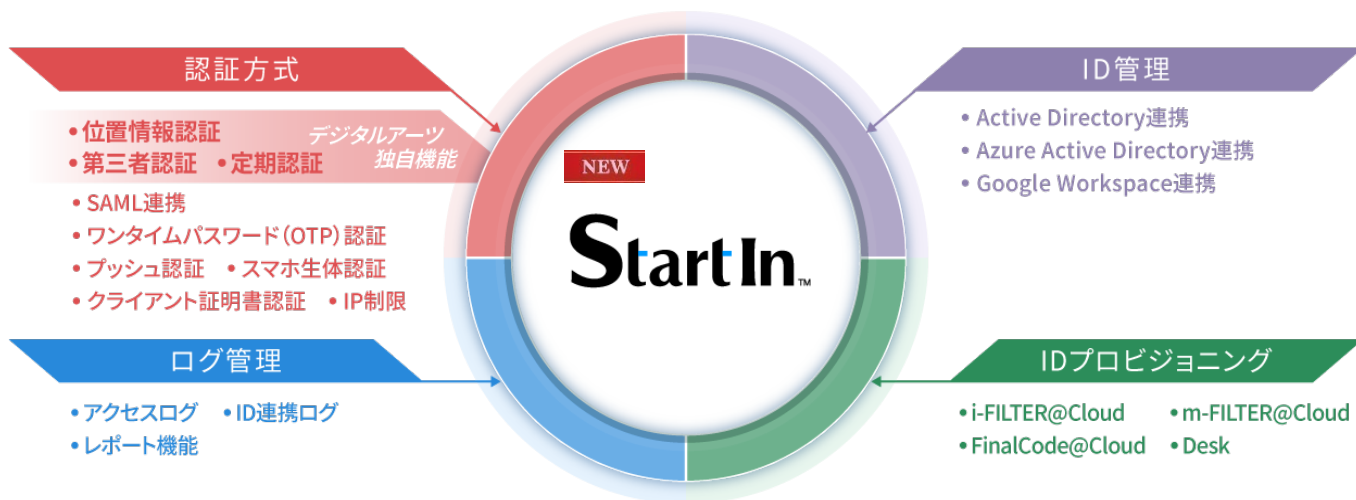 認証方式
•位置情報認証
•第三者認証 •定期認証
デジタルアーツ
独自機能
•SAML連携
•ワンタイムパスワード(OTP)認証
•プッシュ認証 •スマホ生体認証
•クライアント証明書認証 •IP制限
ID管理
•Active Directory連携
•Azure Active Directory連携
•Google Workspace連携
NEW
StartIn™
ログ管理
•アクセスログ •ID連携ログ
•レポート機能
IDプロビジョニング
•i-FILTER@Cloud •m-FILTER@Cloud
•FinalCode@Cloud •Desk